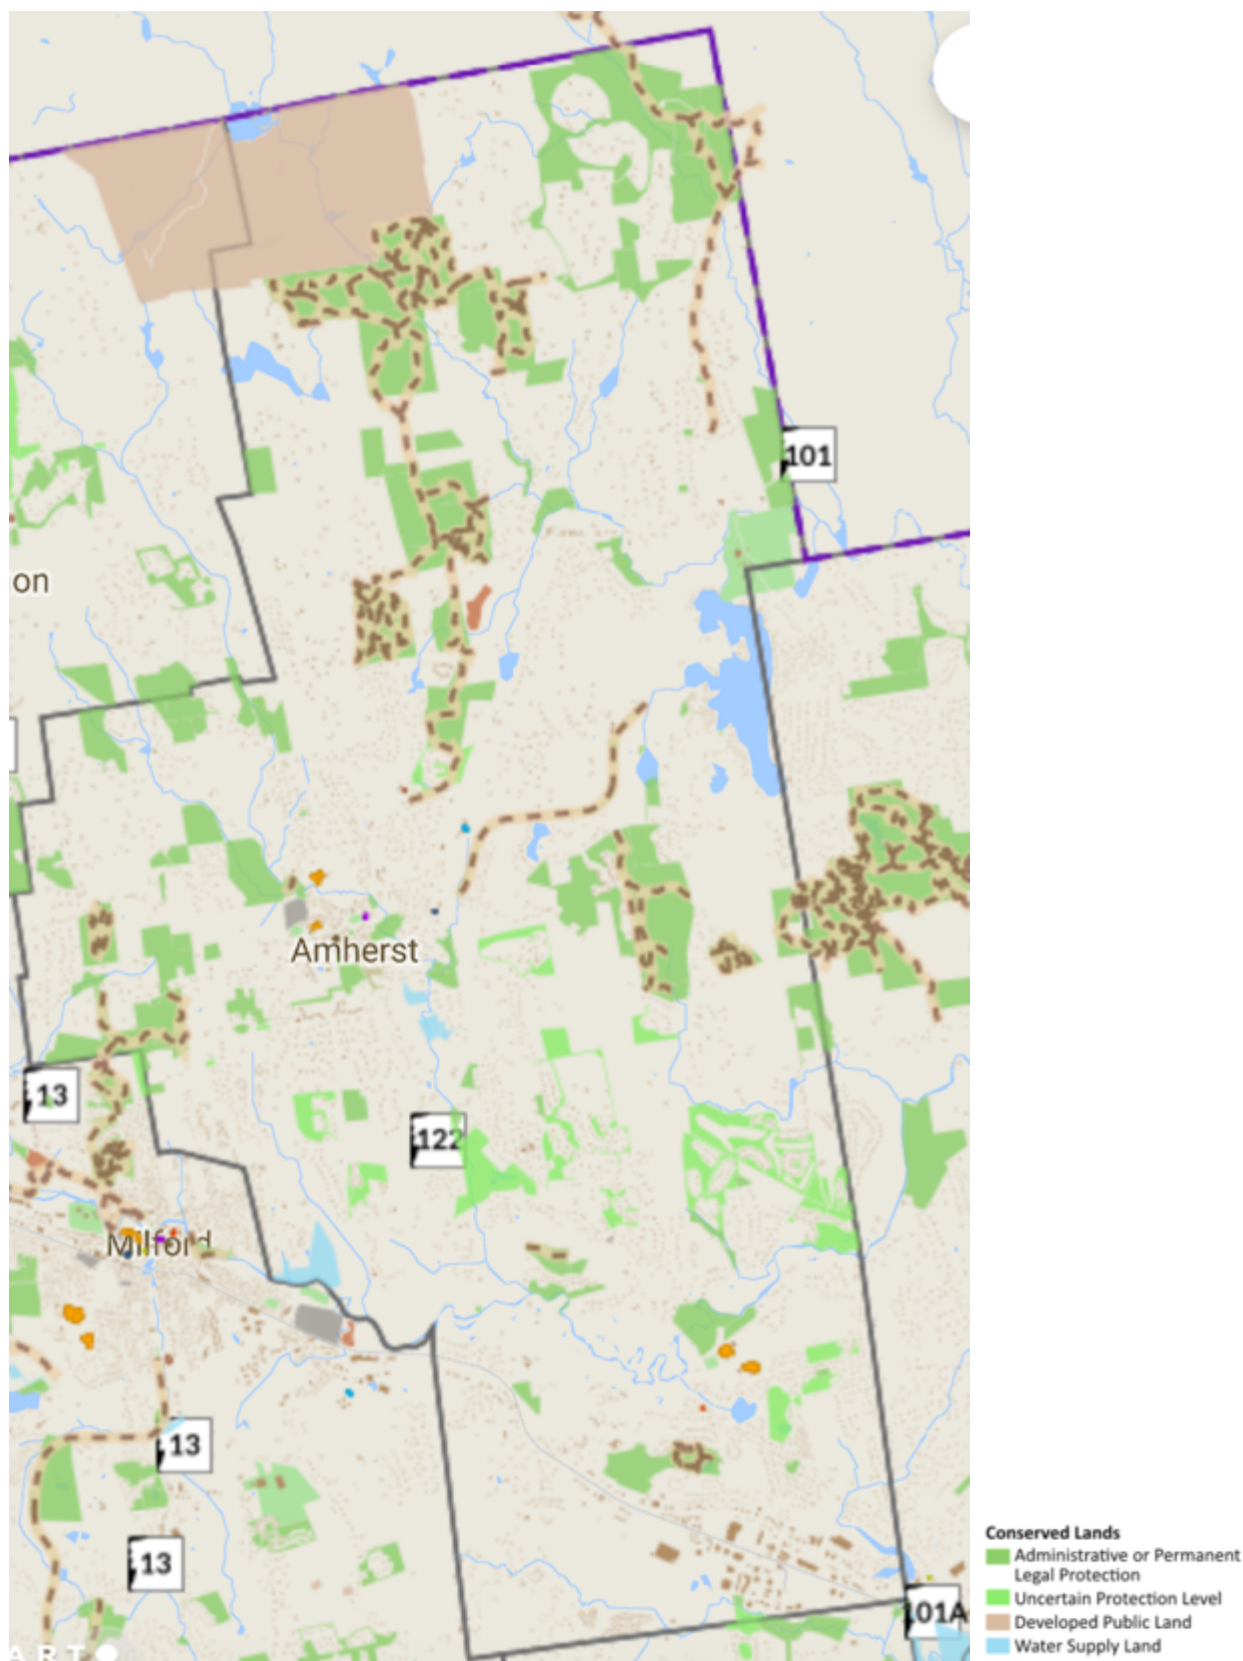 101
on
Amherst
13
122
Milford
13
13
101A
ART
Conserved Lands
Administrative or Permanent
Legal Protection
Uncertain Protection Level
Developed Public Land
Water Supply Land